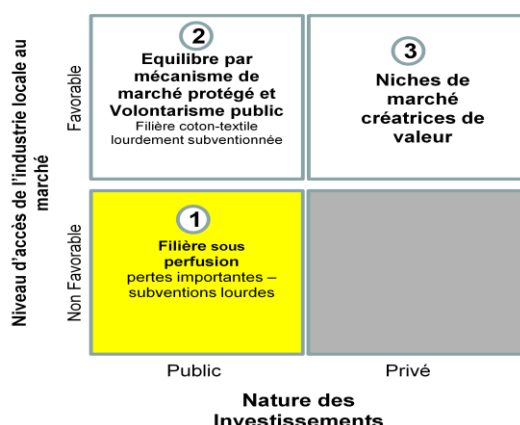 Niveau d'accès de l'industrie locale au
marché
Favorable
Non Favorable
2
Equilibre par
mécanisme de
marché protégé et
Volontarisme public
Filière coton-textile
lourdement subventionnée
3
Niches de
marché
créatrices de
valeur
1
Filière sous
perfusion
pertes importantes –
subventions lourdes
Public
Privé
Nature des
Investissements